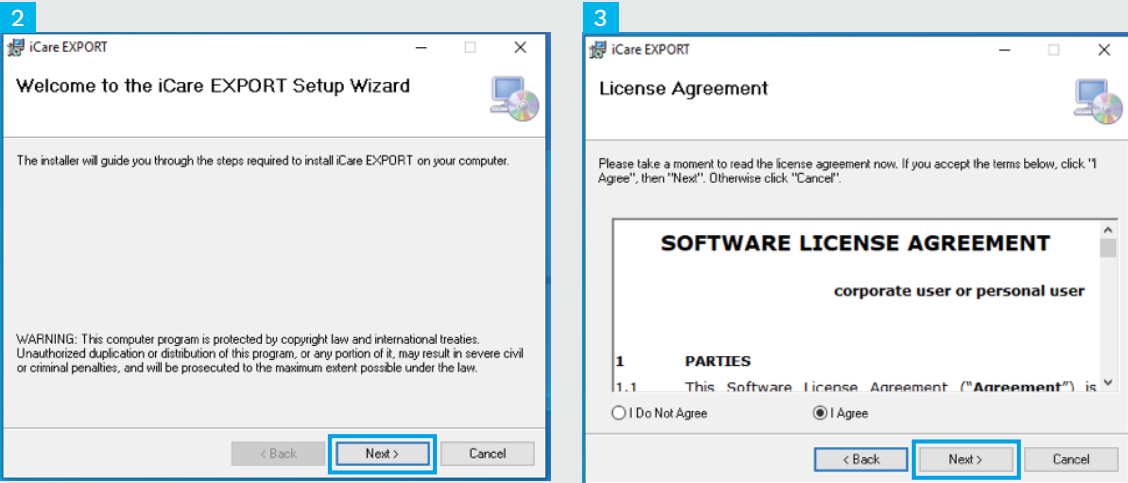 2
iCare EXPORT
Welcome to the iCare EXPORT Setup Wizard
The installer will guide you through the steps required to install iCare EXPORT on your computer.
WARNING: This computer program is protected by copyright law and international treaties.
Unauthorized duplication or distribution of this program, or any portion of it, may result in severe civil
or criminal penalties, and will be prosecuted to the maximum extent possible under the law.
< Back
Next >
Cancel
3
iCare EXPORT
License Agreement
Please take a moment to read the license agreement now. If you accept the terms below, click "I
Agree", then "Next". Otherwise click "Cancel".
SOFTWARE LICENSE AGREEMENT
corporate user or personal user
1 PARTIES
1.1 This Software License Agreement (“Agreement”) is
I Do Not Agree
I Agree
< Back
Next >
Cancel